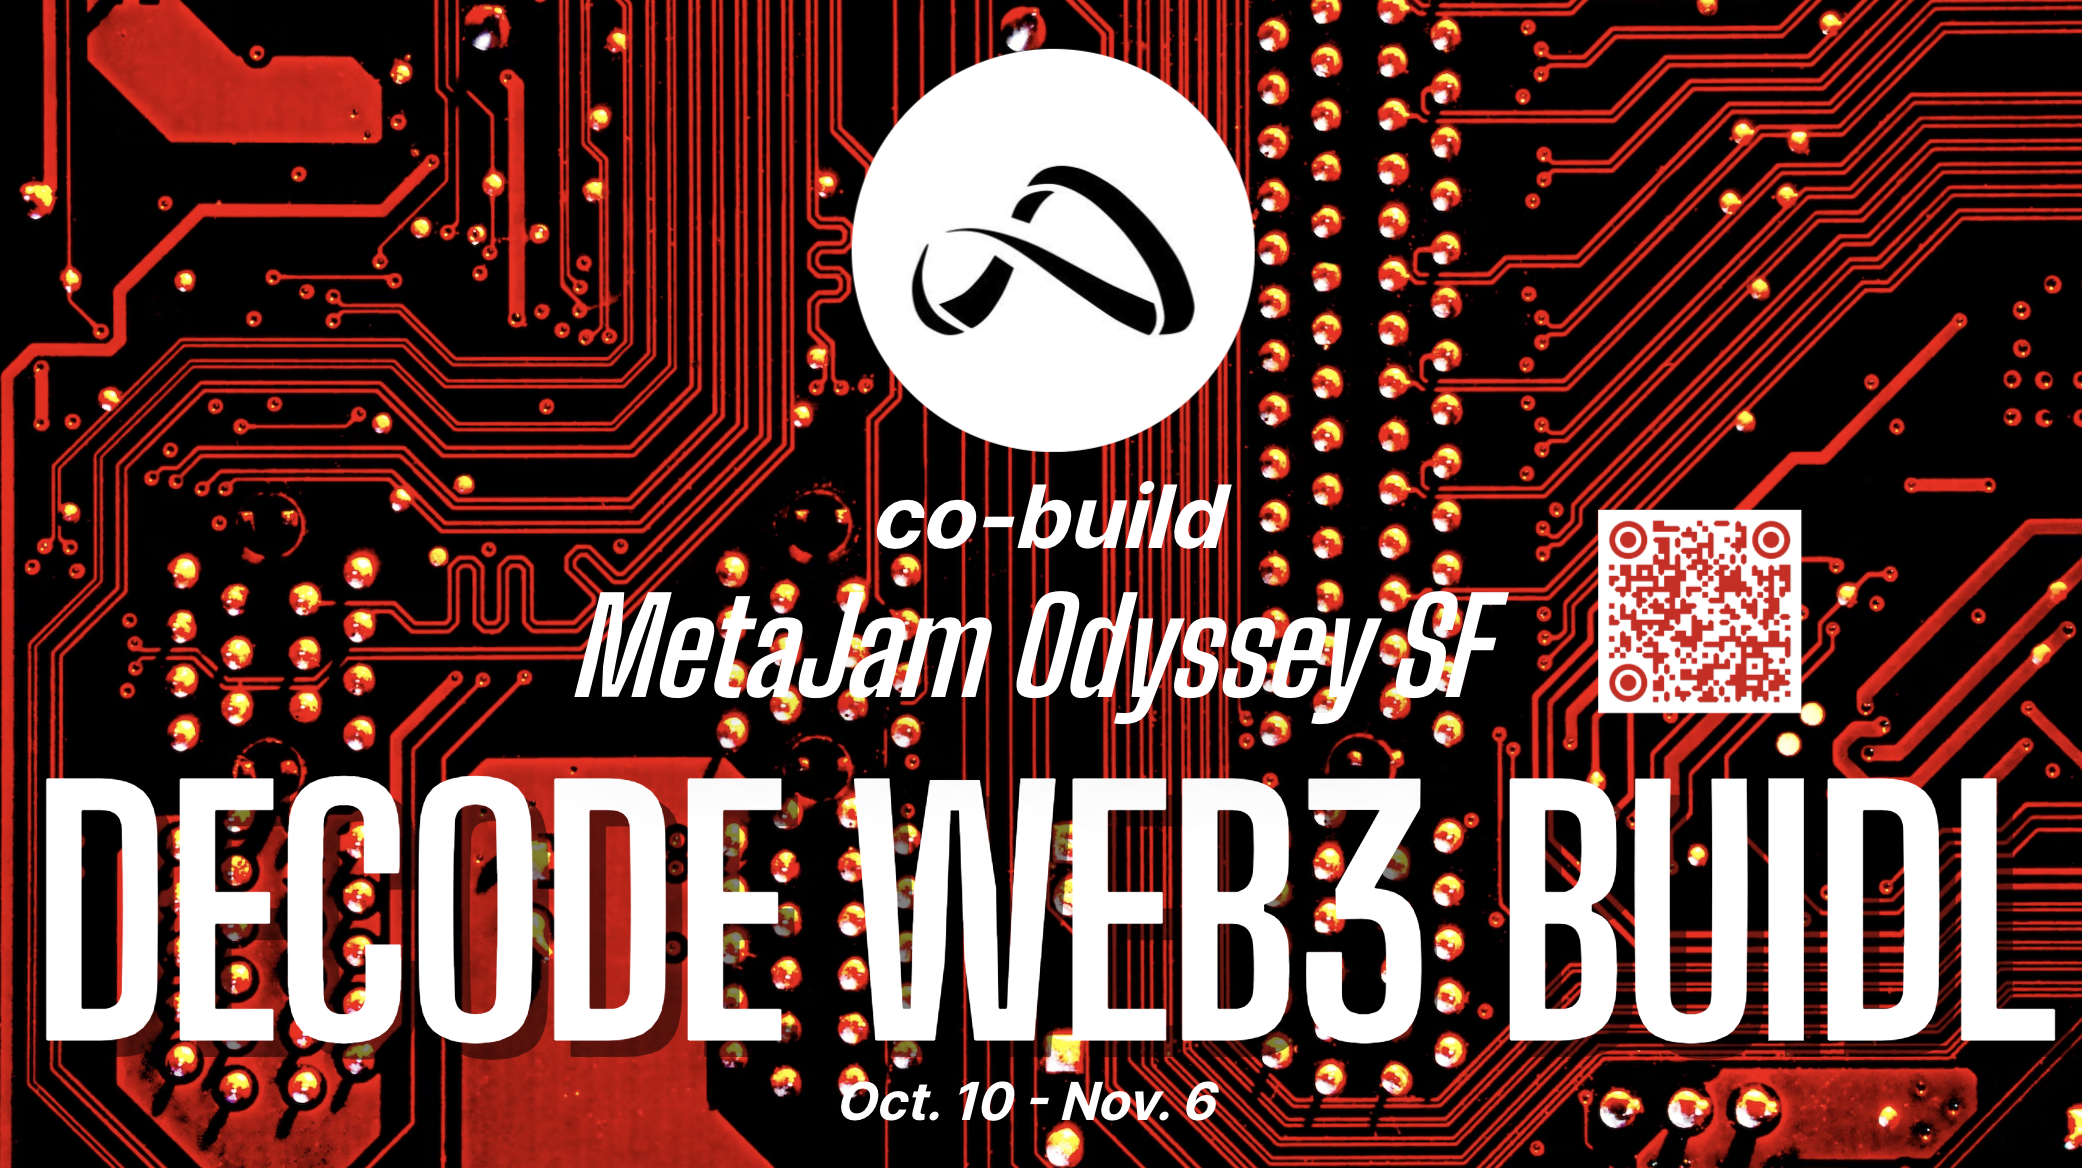 co-build
MetaJam Odyssey SF
DECODE WEB3 BUIDL
Oct. 10 - Nov. 6